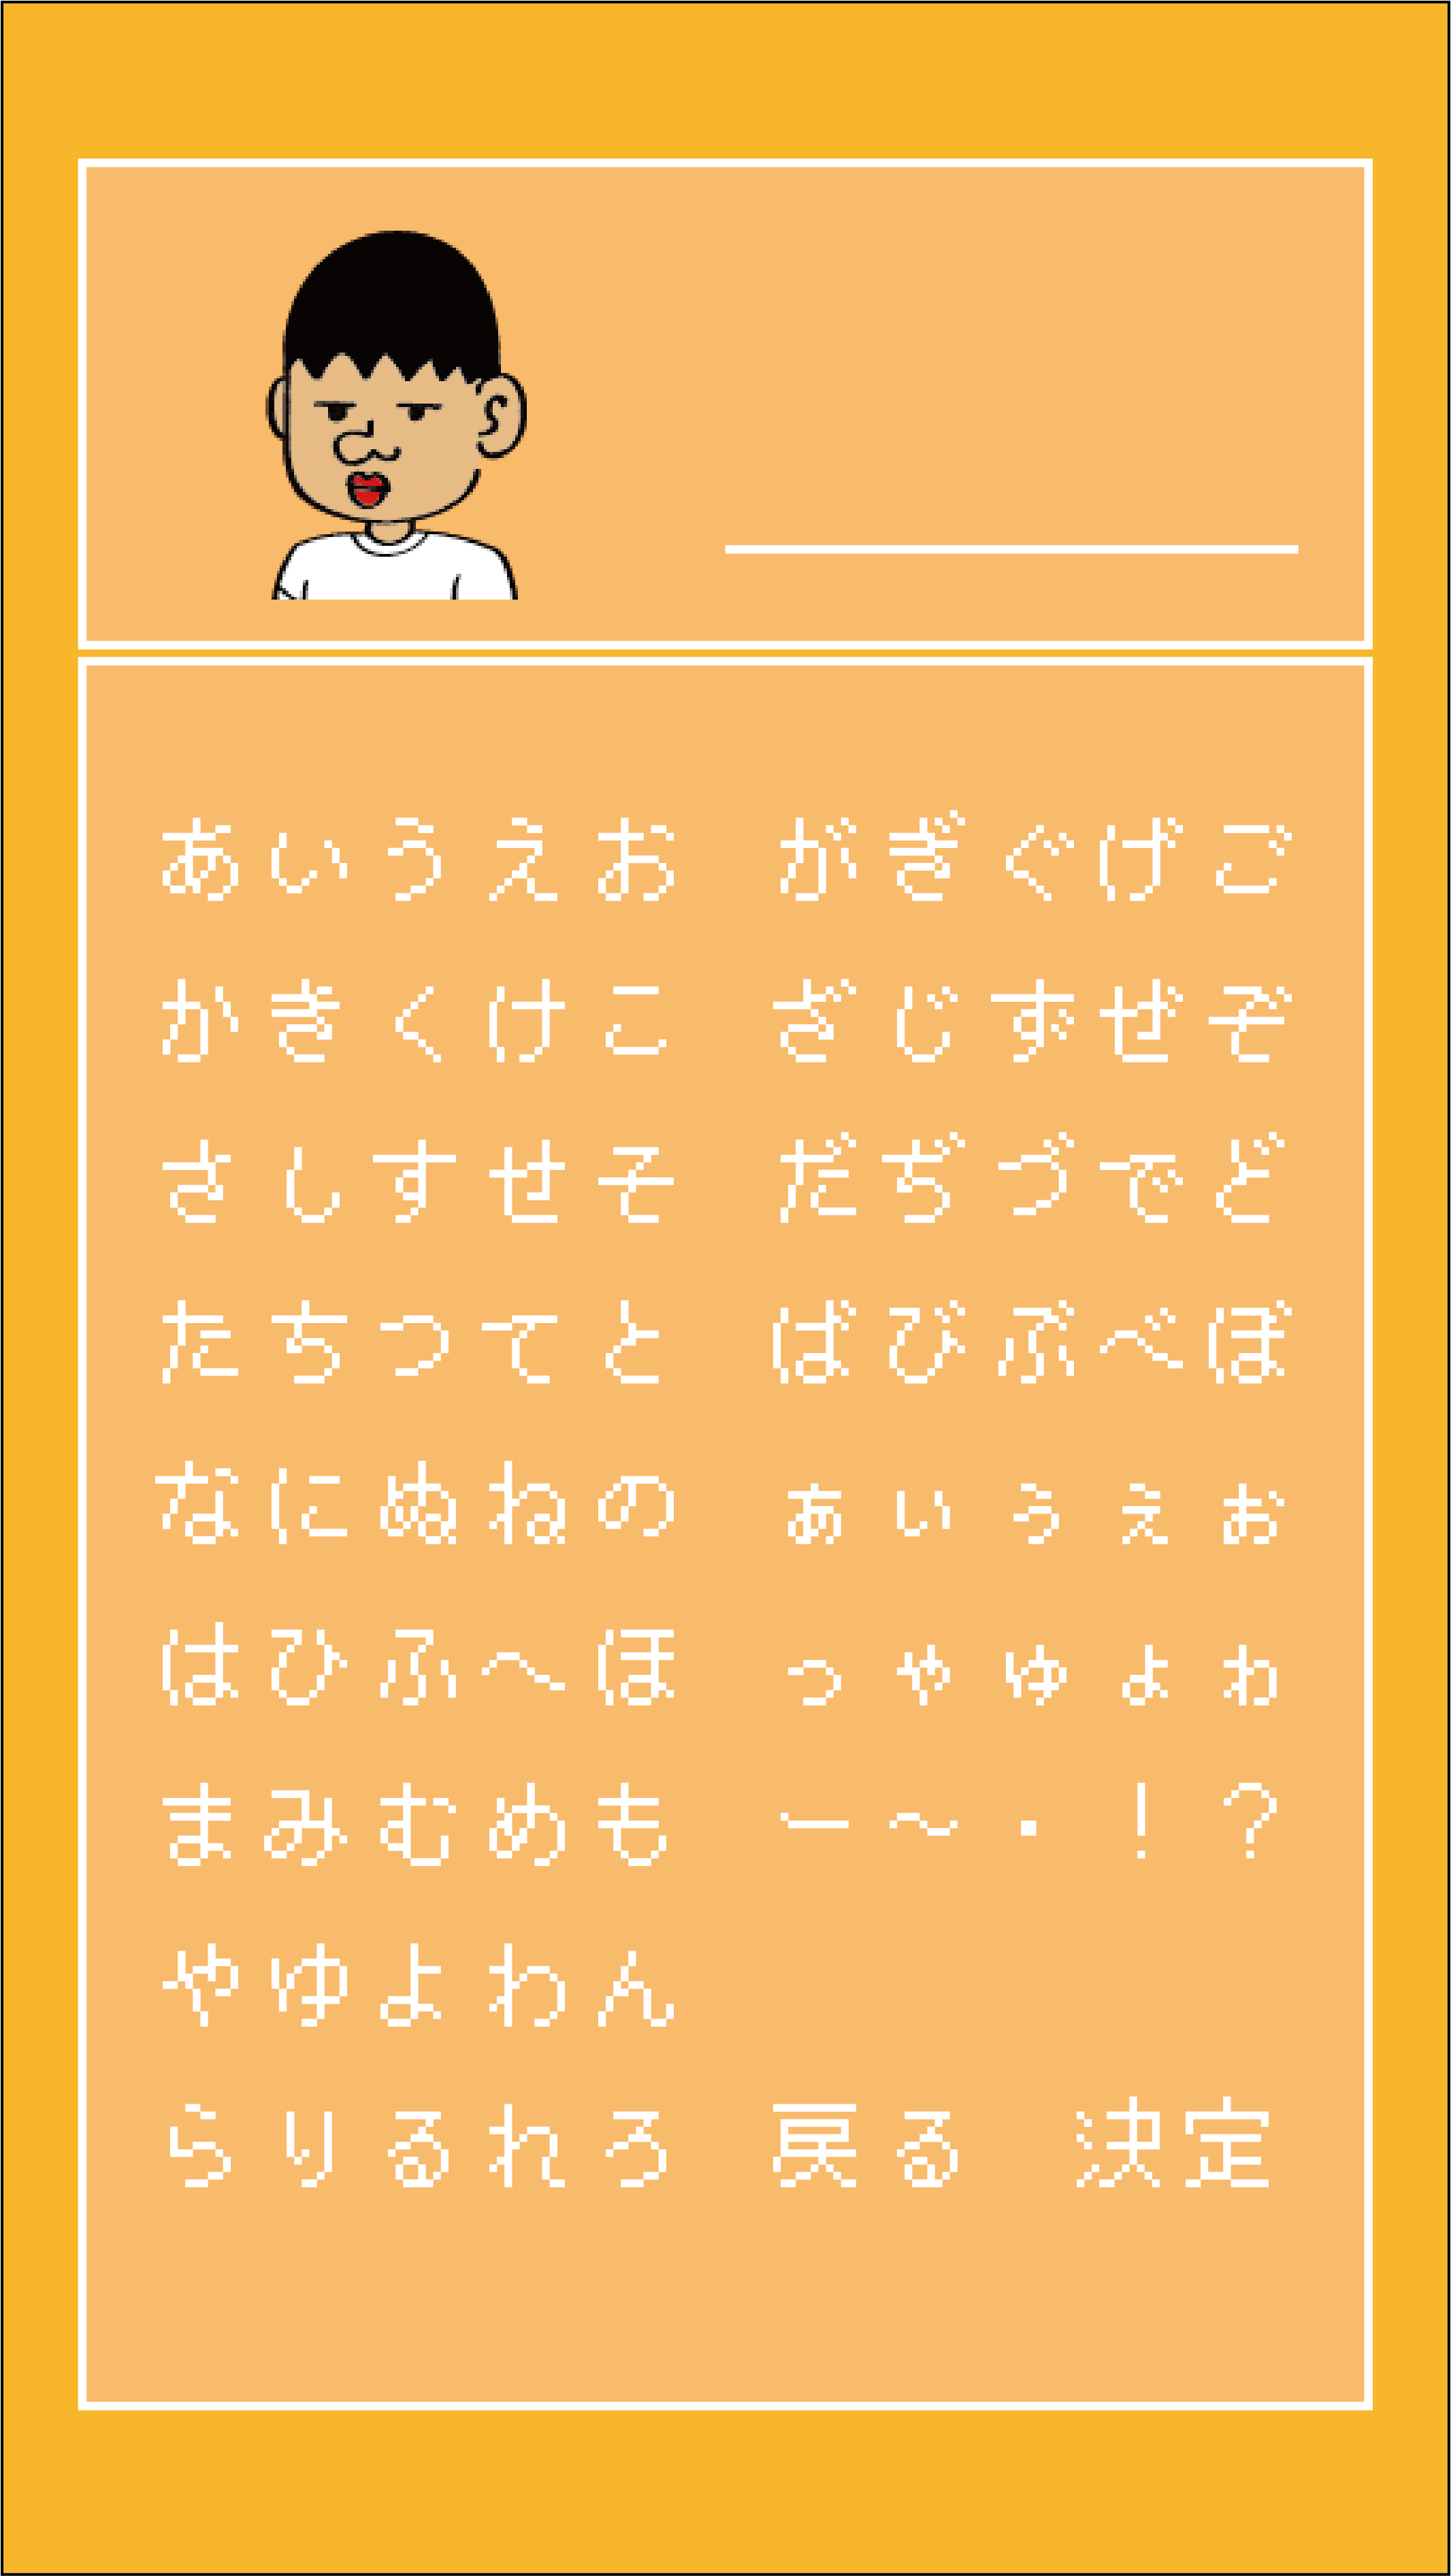 あいうえお がぎぐげご
かきくけこ ざじずぜぞ
さしすせそ だぢづでど
たちつてと ばびぶべぼ
なにぬねの ぁぃぅぇぉ
はひふへほ っゃゅょゎ
まみむめも ー～・！？
やゆよわん
らりるれろ 戻る 決定